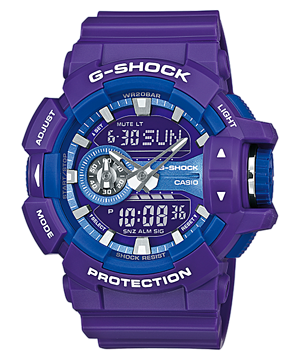 G-SHOCK
WR20BAR
ADJUST
LIGHT
MUTE LT
6-30 SUN
G-SHOCK
CASIO
MODE
P 10:08 36
SNZ ALM SIG
SHOCK RESIST
PROTECTION